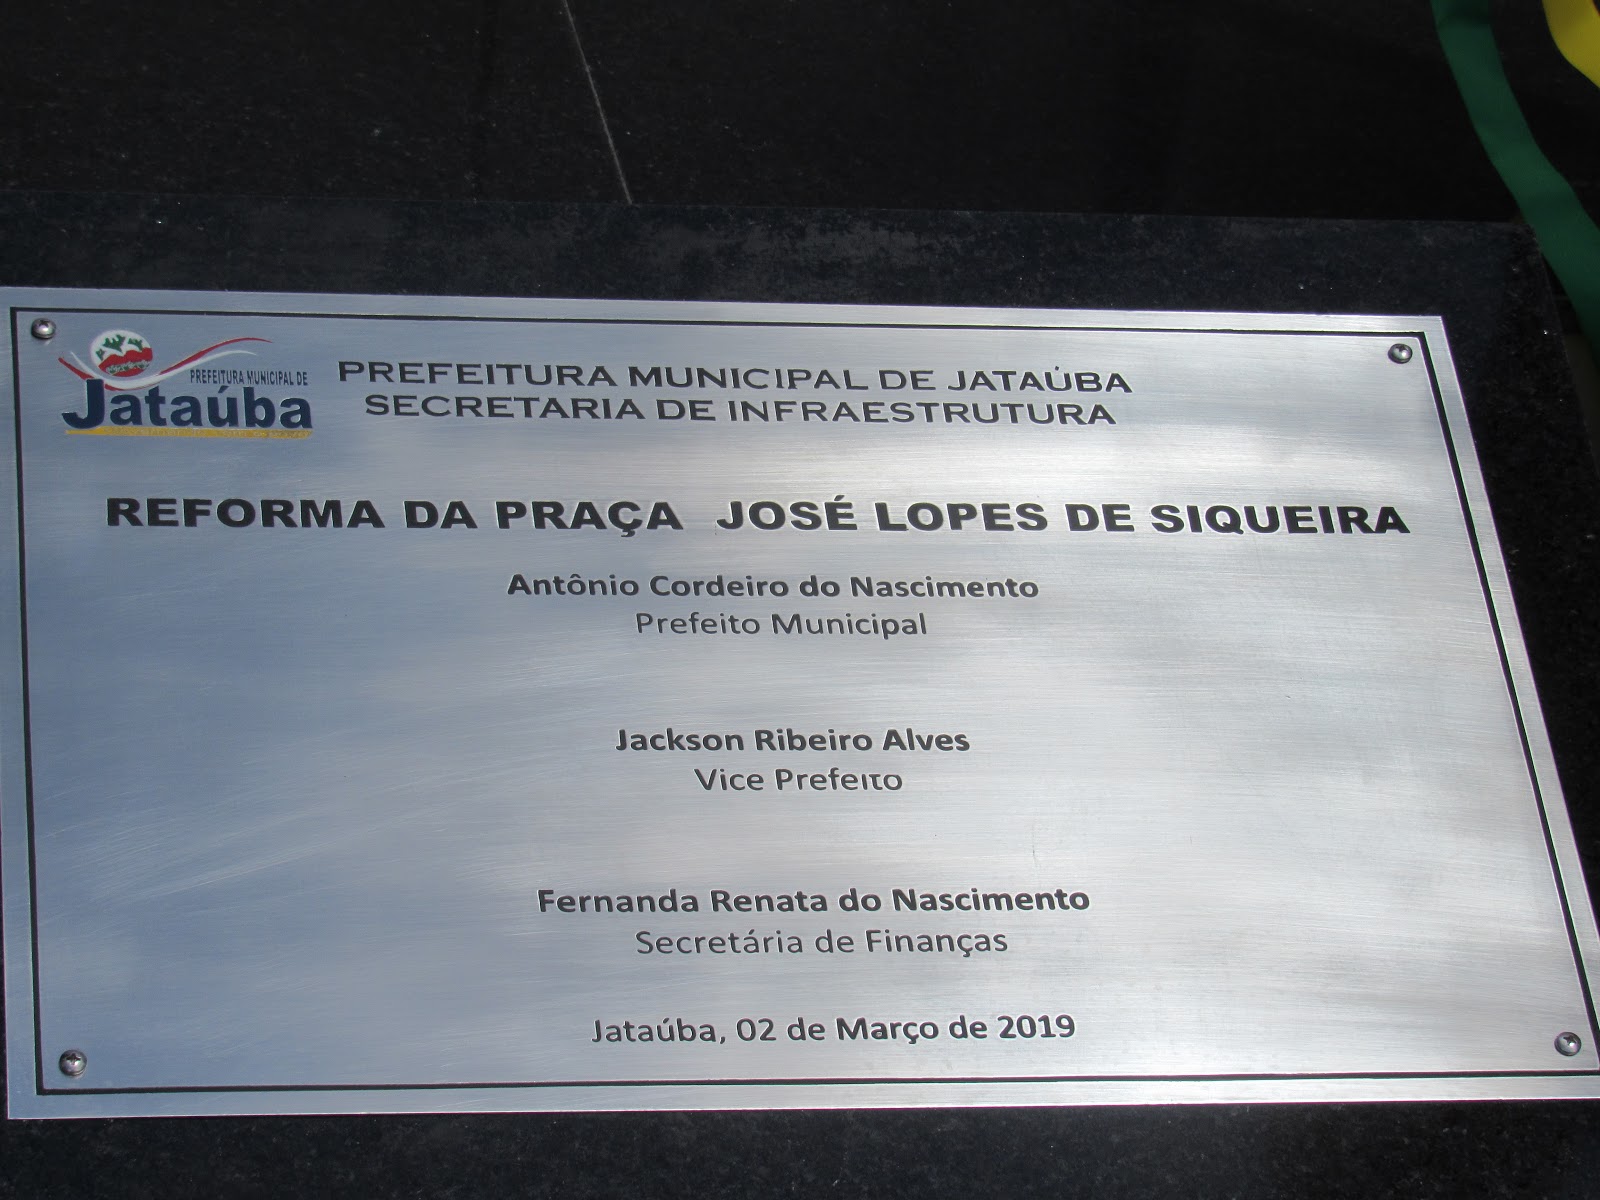 PREFEITURA MUNICIPAL DE
Jataúba
PREFEITURA MUNICIPAL DE JATAÚBA
SECRETARIA DE INFRAESTRUTURA
REFORMA DA PRAÇA JOSÉ LOPES DE SIQUEIRA
Antônio Cordeiro do Nascimento
Prefeito Municipal
Jackson Ribeiro Alves
Vice Prefeito
Fernanda Renata do Nascimento
Secretária de Finanças
Jataúba, 02 de Março de 2019